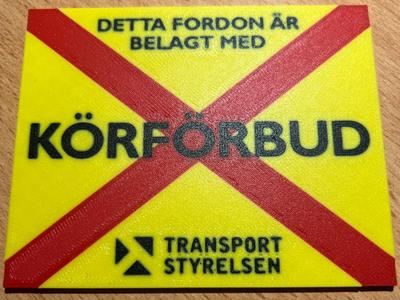 DETTA FORDON ÄR
BELAGT MED
KÖRFÖRBUD
TRANSPORT
STYRELSEN